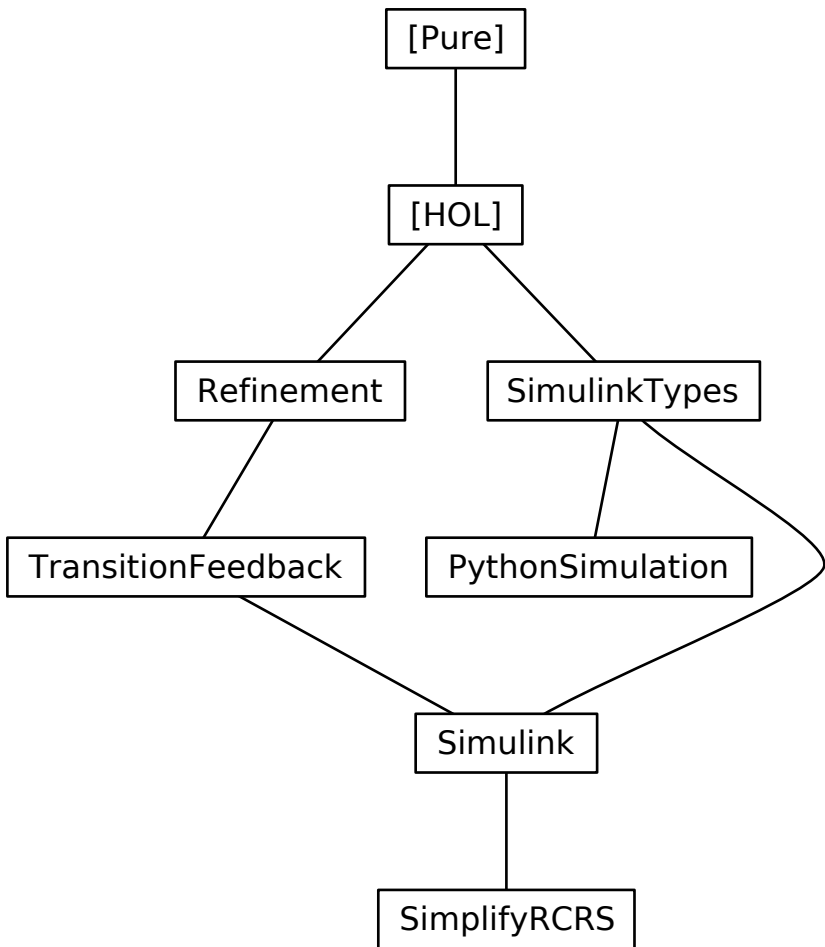 [Pure]
[HOL]
Refinement
SimulinkTypes
TransitionFeedback
PythonSimulation
Simulink
SimplifyRCRS